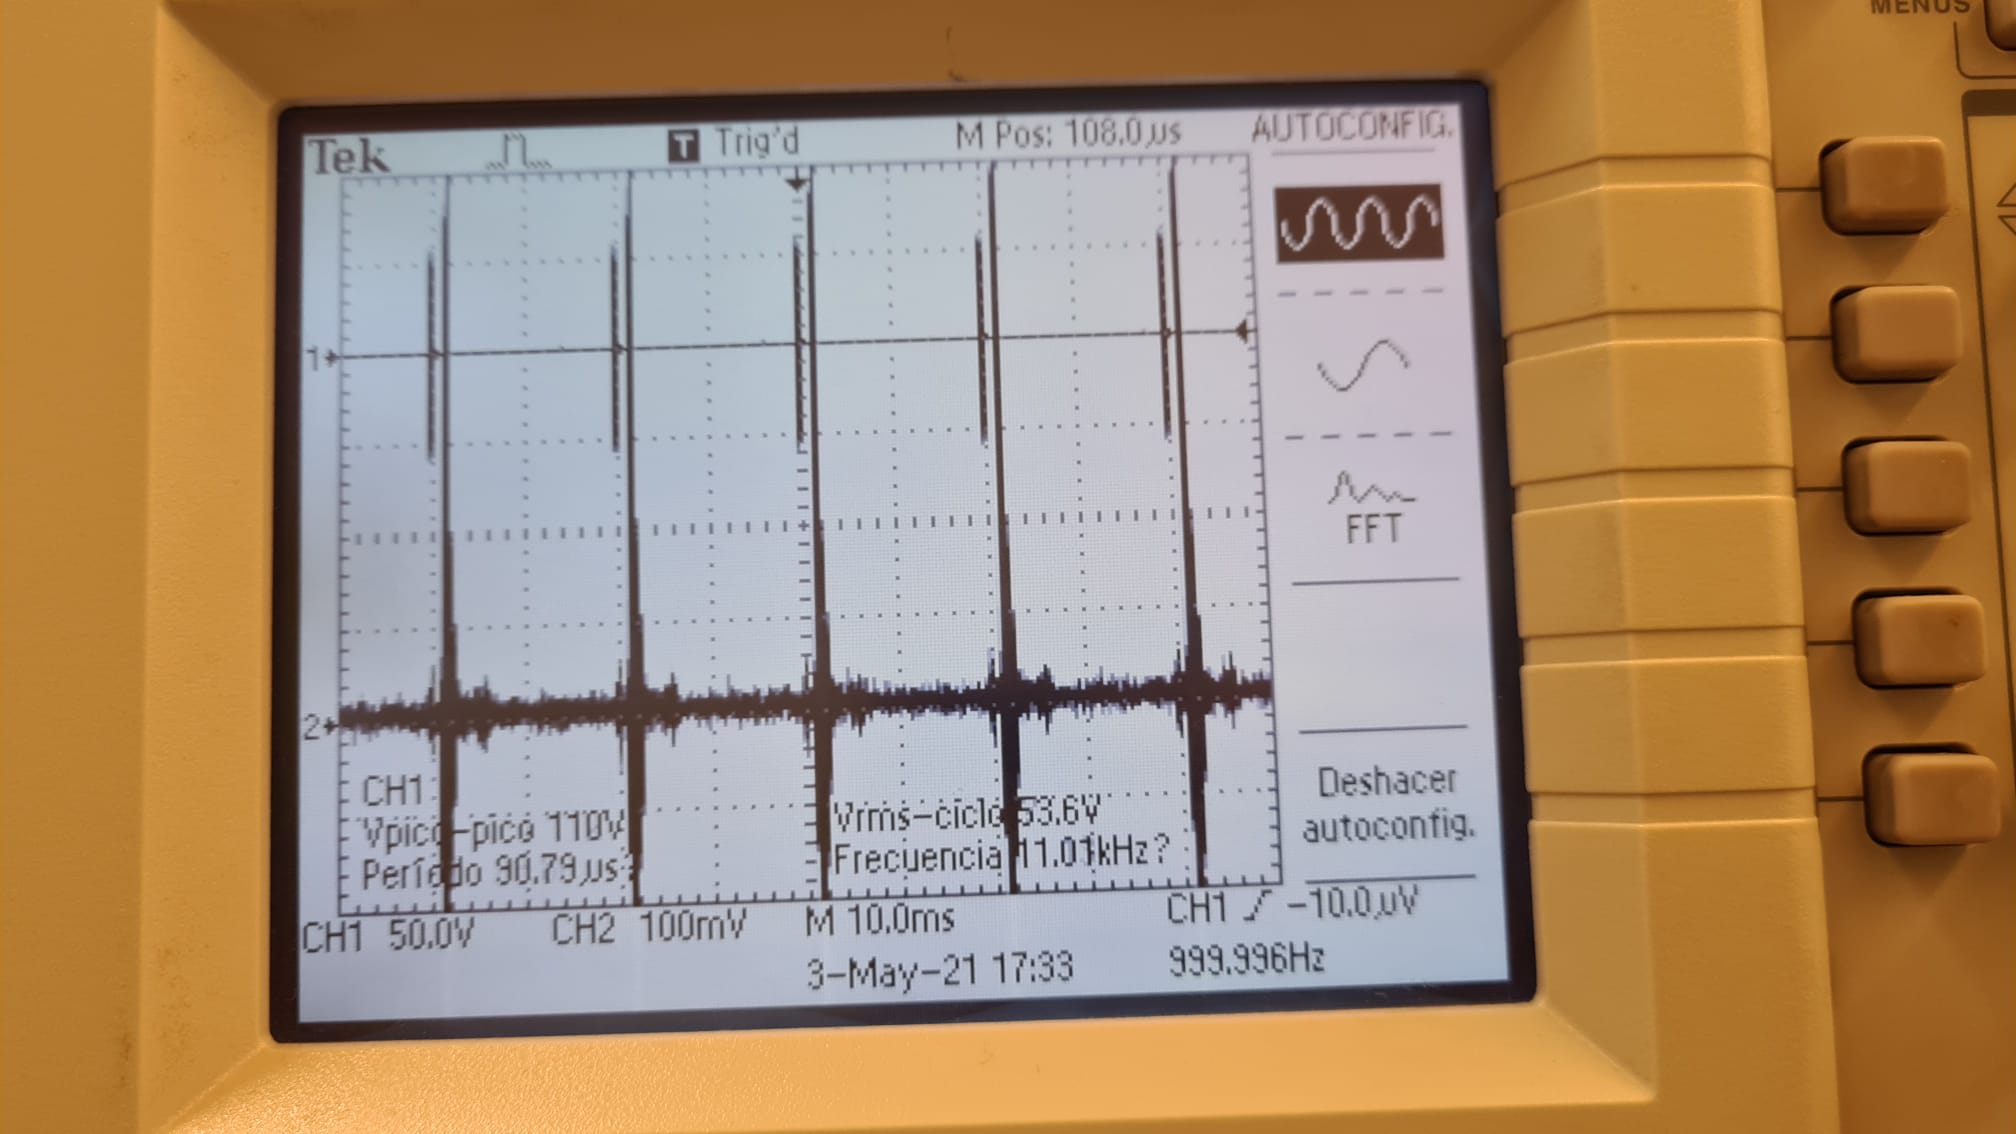 MENUS
Tek
T Trig'd
M Pos: 108.0µs
AUTOCONFIG.
1
FFT
2
CH1
Vpico-pico 110V
Período 90.79µs?
Vrms-ciclo 53.6V
Frecuencia 11.01kHz?
Deshacer
autoconfig.
CH1 50.0V
CH2 100mV
M 10.0ms
CH1 -10.0µV
3-May-21 17:33
999.996Hz